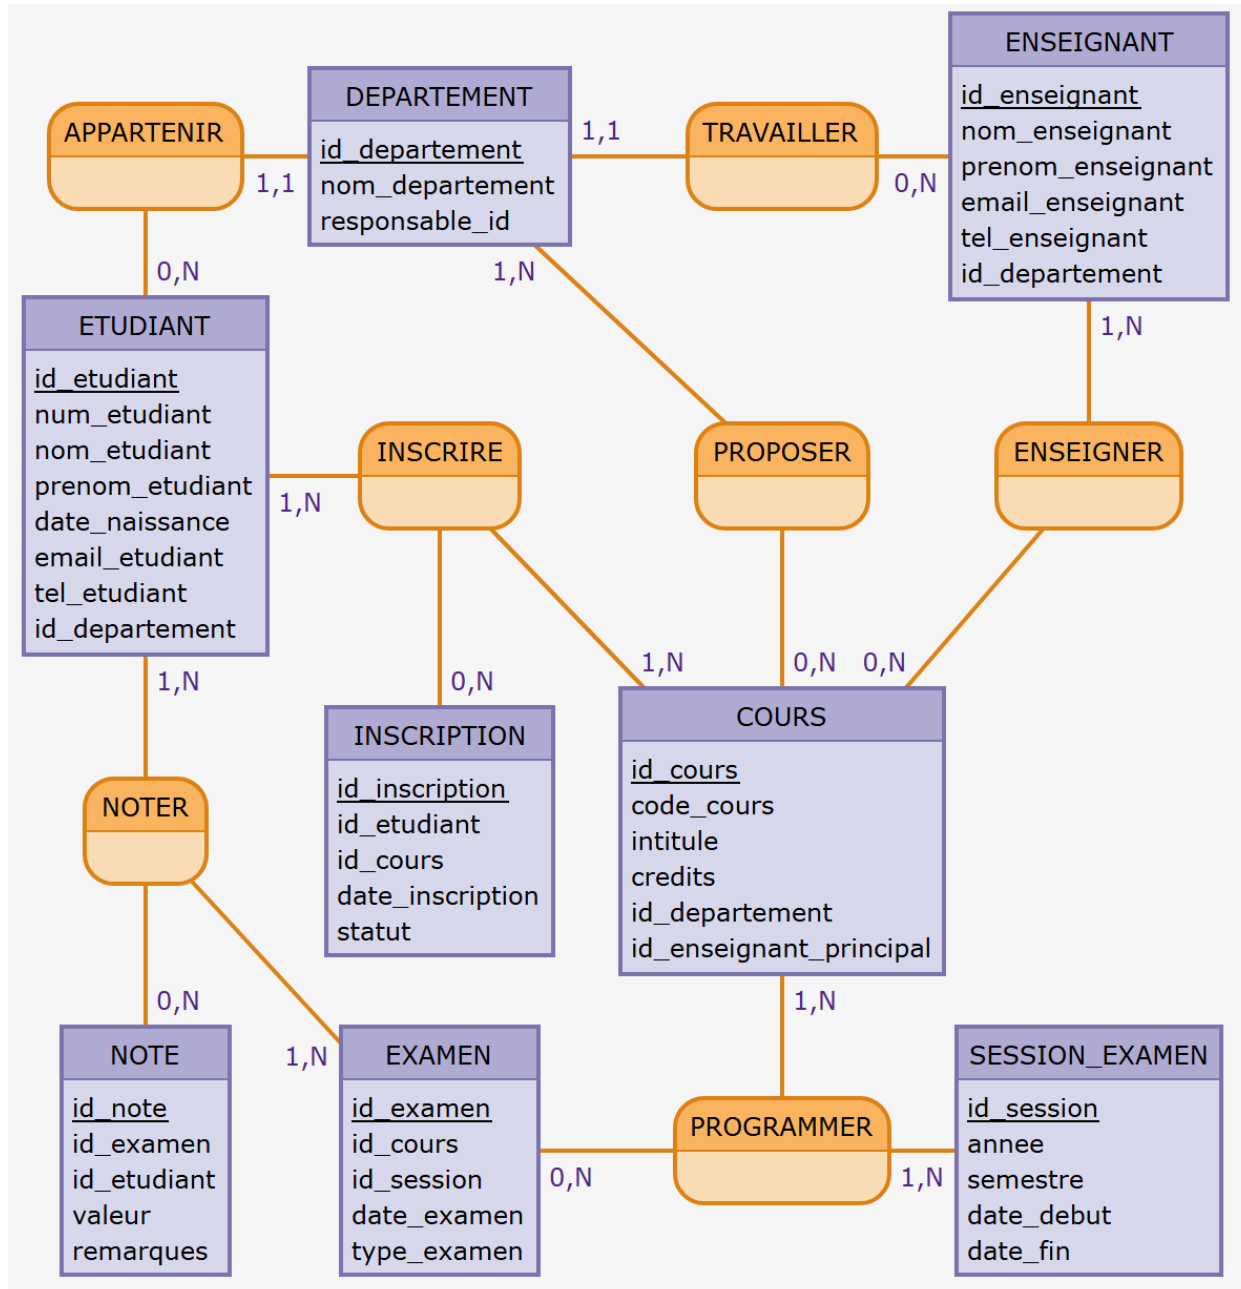 APPARTENIR
1,1
0,N
DEPARTEMENT
id_departement
nom_departement
responsable_id
1,1
1,N
TRAVAILLER
0,N
ENSEIGNANT
id_enseignant
nom_enseignant
prenom_enseignant
email_enseignant
tel_enseignant
id_departement
1,N
ETUDIANT
id_etudiant
num_etudiant
nom_etudiant
prenom_etudiant
date_naissance
email_etudiant
tel_etudiant
id_departement
1,N
1,N
INSCRIRE
0,N
1,N
PROPOSER
0,N
ENSEIGNER
0,N
INSCRIPTION
id_inscription
id_etudiant
id_cours
date_inscription
statut
COURS
id_cours
code_cours
intitule
credits
id_departement
id_enseignant_principal
1,N
NOTER
0,N
1,N
NOTE
id_note
id_examen
id_etudiant
valeur
remarques
EXAMEN
id_examen
id_cours
id_session
date_examen
type_examen
0,N
PROGRAMMER
1,N
SESSION_EXAMEN
id_session
annee
semestre
date_debut
date_fin